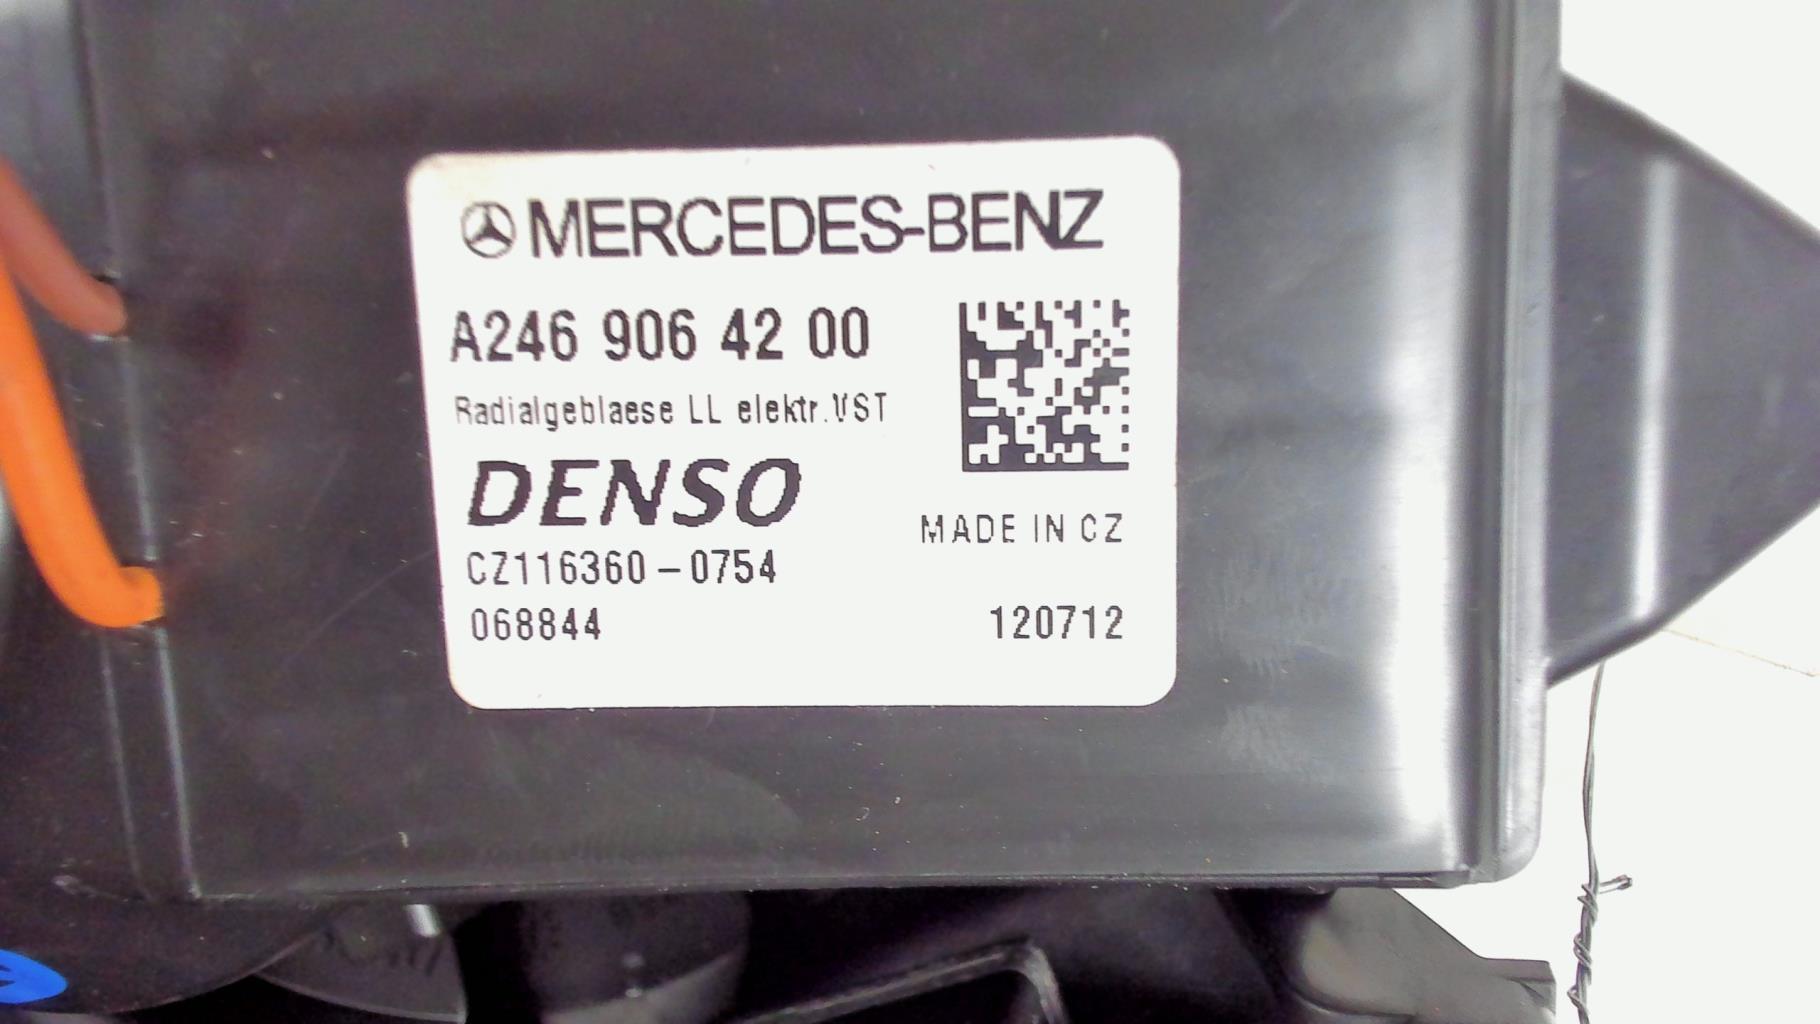 MERCEDES-BENZ
A246 906 42 00
Radialgeblaese LL elektr.VST
DENSO
MADE IN CZ
CZ116360-0754
068844
120712